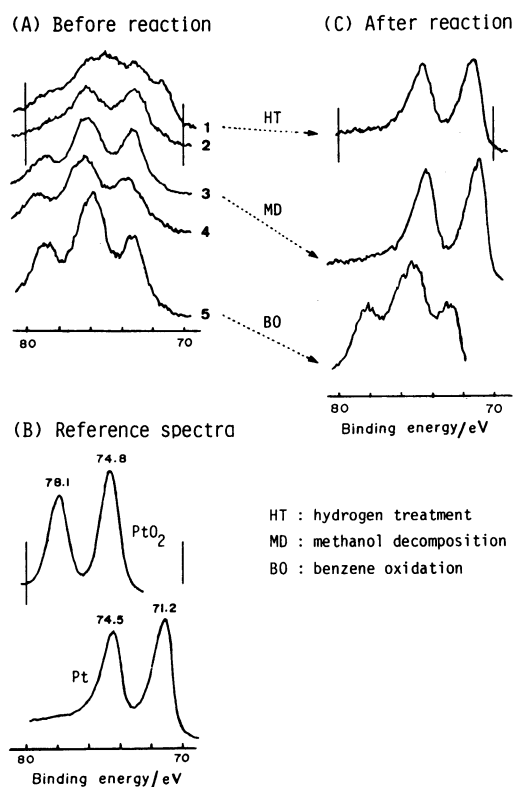 (A) Before reaction
1
2
3
4
5
80 70
HT
MD
BO
(C) After reaction
80 70
Binding energy/eV
(B) Reference spectra
78.1
74.8
PtO2
74.5
71.2
Pt
80 70
Binding energy/eV
HT : hydrogen treatment
MD : methanol decomposition
BO : benzene oxidation